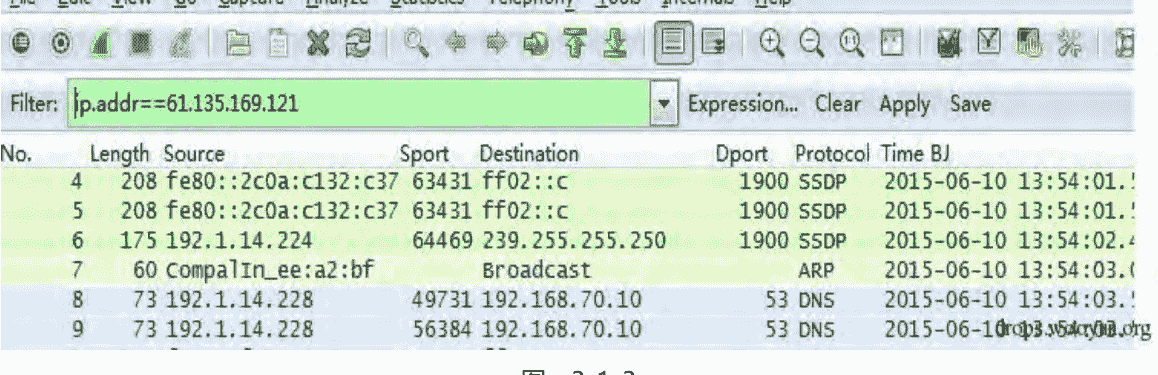 File Edit View Go Capture Analyze Statistics Telephony Tools Internals Help
Filter: ip.addr==61.135.169.121 Expression... Clear Apply Save
No. Length Source Sport Destination Dport Protocol Time BJ
4 208 fe80::2c0a:c132:c37 63431 ff02::c 1900 SSDP 2015-06-10 13:54:01.
5 208 fe80::2c0a:c132:c37 63431 ff02::c 1900 SSDP 2015-06-10 13:54:01.
6 175 192.1.14.224 64469 239.255.255.250 1900 SSDP 2015-06-10 13:54:02.4
7 60 CompalIn_ee:a2:bf Broadcast ARP 2015-06-10 13:54:03.
8 73 192.1.14.228 49731 192.168.70.10 53 DNS 2015-06-10 13:54:03.
9 73 192.1.14.228 56384 192.168.70.10 53 DNS 2015-06-10